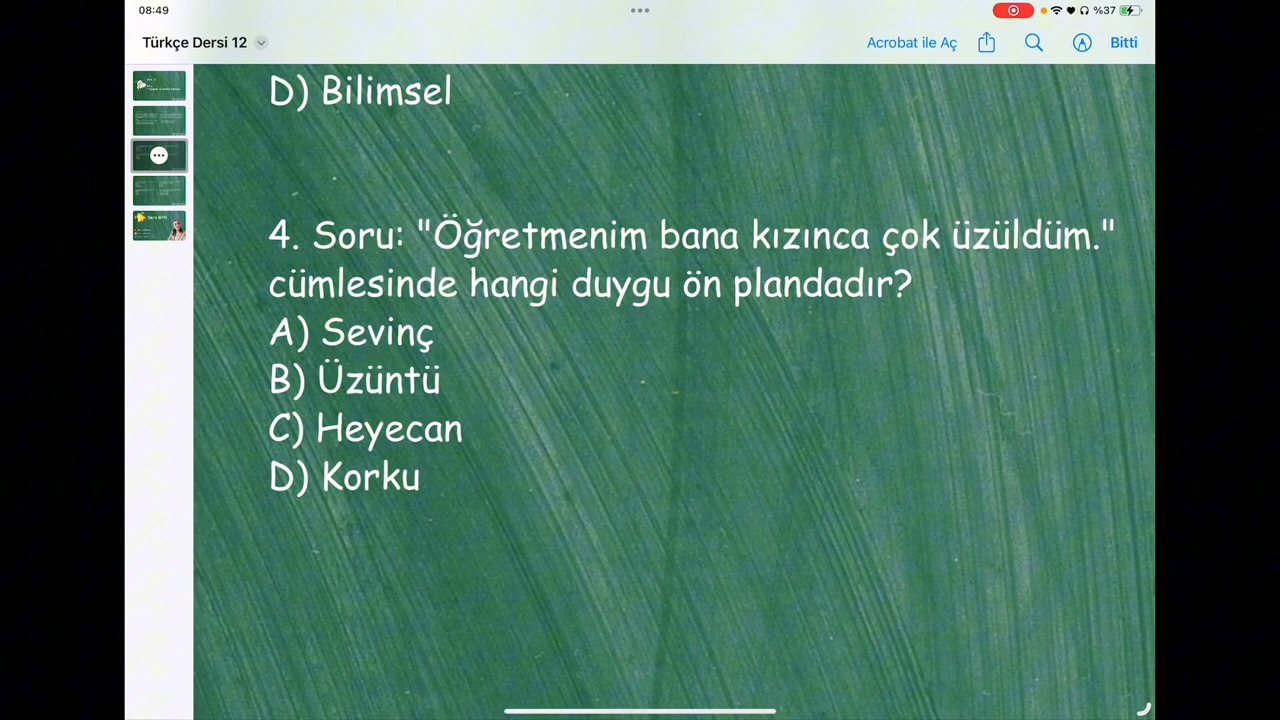 08:49
%37
Türkçe Dersi 12
Acrobat ile Aç
Bitti
D) Bilimsel
4. Soru: "Öğretmenim bana kızınca çok üzüldüm."
cümlesinde hangi duygu ön plandadır?
A) Sevinç
B) Üzüntü
C) Heyecan
D) Korku